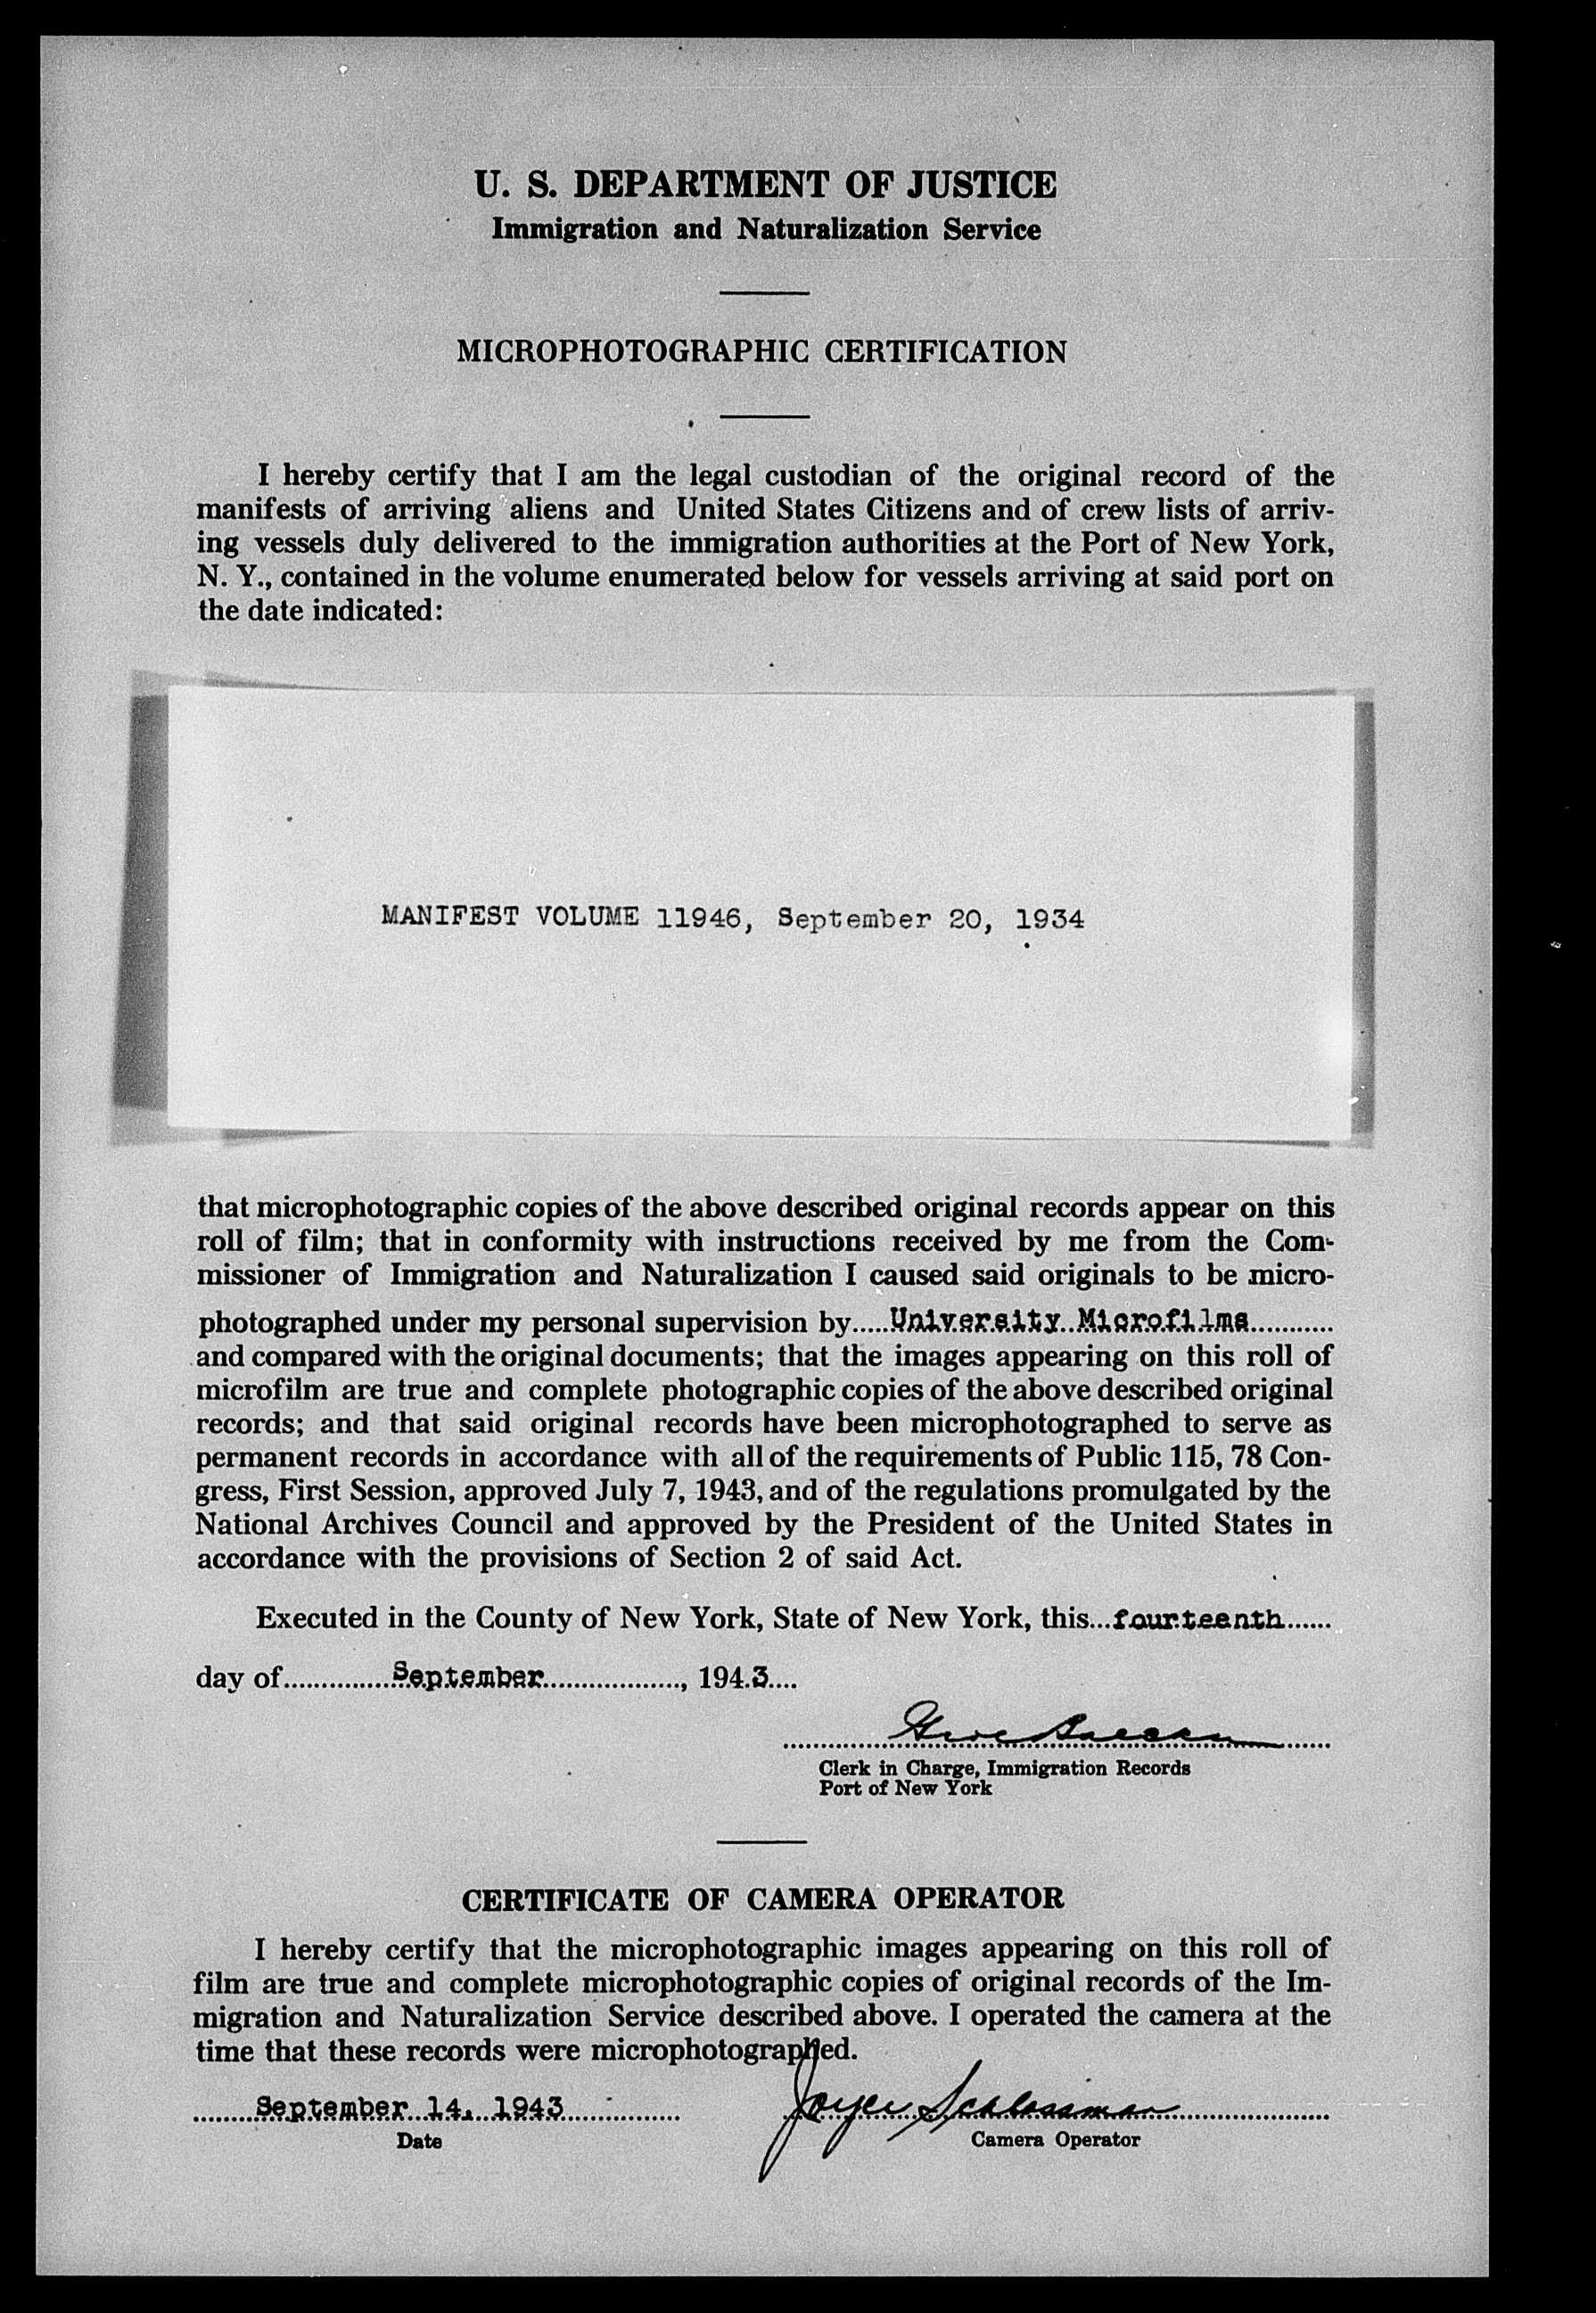 U. S. DEPARTMENT OF JUSTICE
Immigration and Naturalization Service
MICROPHOTOGRAPHIC CERTIFICATION
I hereby certify that I am the legal custodian of the original record of the
manifests of arriving aliens and United States Citizens and of crew lists of arriv-
ing vessels duly delivered to the immigration authorities at the Port of New York,
N. Y., contained in the volume enumerated below for vessels arriving at said port on
the date indicated:
MANIFEST VOLUME 11946, September 20, 1934
that microphotographic copies of the above described original records appear on this
roll of film; that in conformity with instructions received by me from the Com-
missioner of Immigration and Naturalization I caused said originals to be micro-
photographed under my personal supervision by.....University Microfilms...........
and compared with the original documents; that the images appearing on this roll of
microfilm are true and complete photographic copies of the above described original
records; and that said original records have been microphotographed to serve as
permanent records in accordance with all of the requirements of Public 115, 78 Con-
gress, First Session, approved July 7, 1943, and of the regulations promulgated by the
National Archives Council and approved by the President of the United States in
accordance with the provisions of Section 2 of said Act.
Executed in the County of New York, State of New York, this...fourteenth......
day of...............September..................., 194.3....
Clerk in Charge, Immigration Records
Port of New York
CERTIFICATE OF CAMERA OPERATOR
I hereby certify that the microphotographic images appearing on this roll of
film are true and complete microphotographic copies of original records of the Im-
migration and Naturalization Service described above. I operated the camera at the
time that these records were microphotographed.
September 14, 1943 Joyce Schlossman
Date Camera Operator